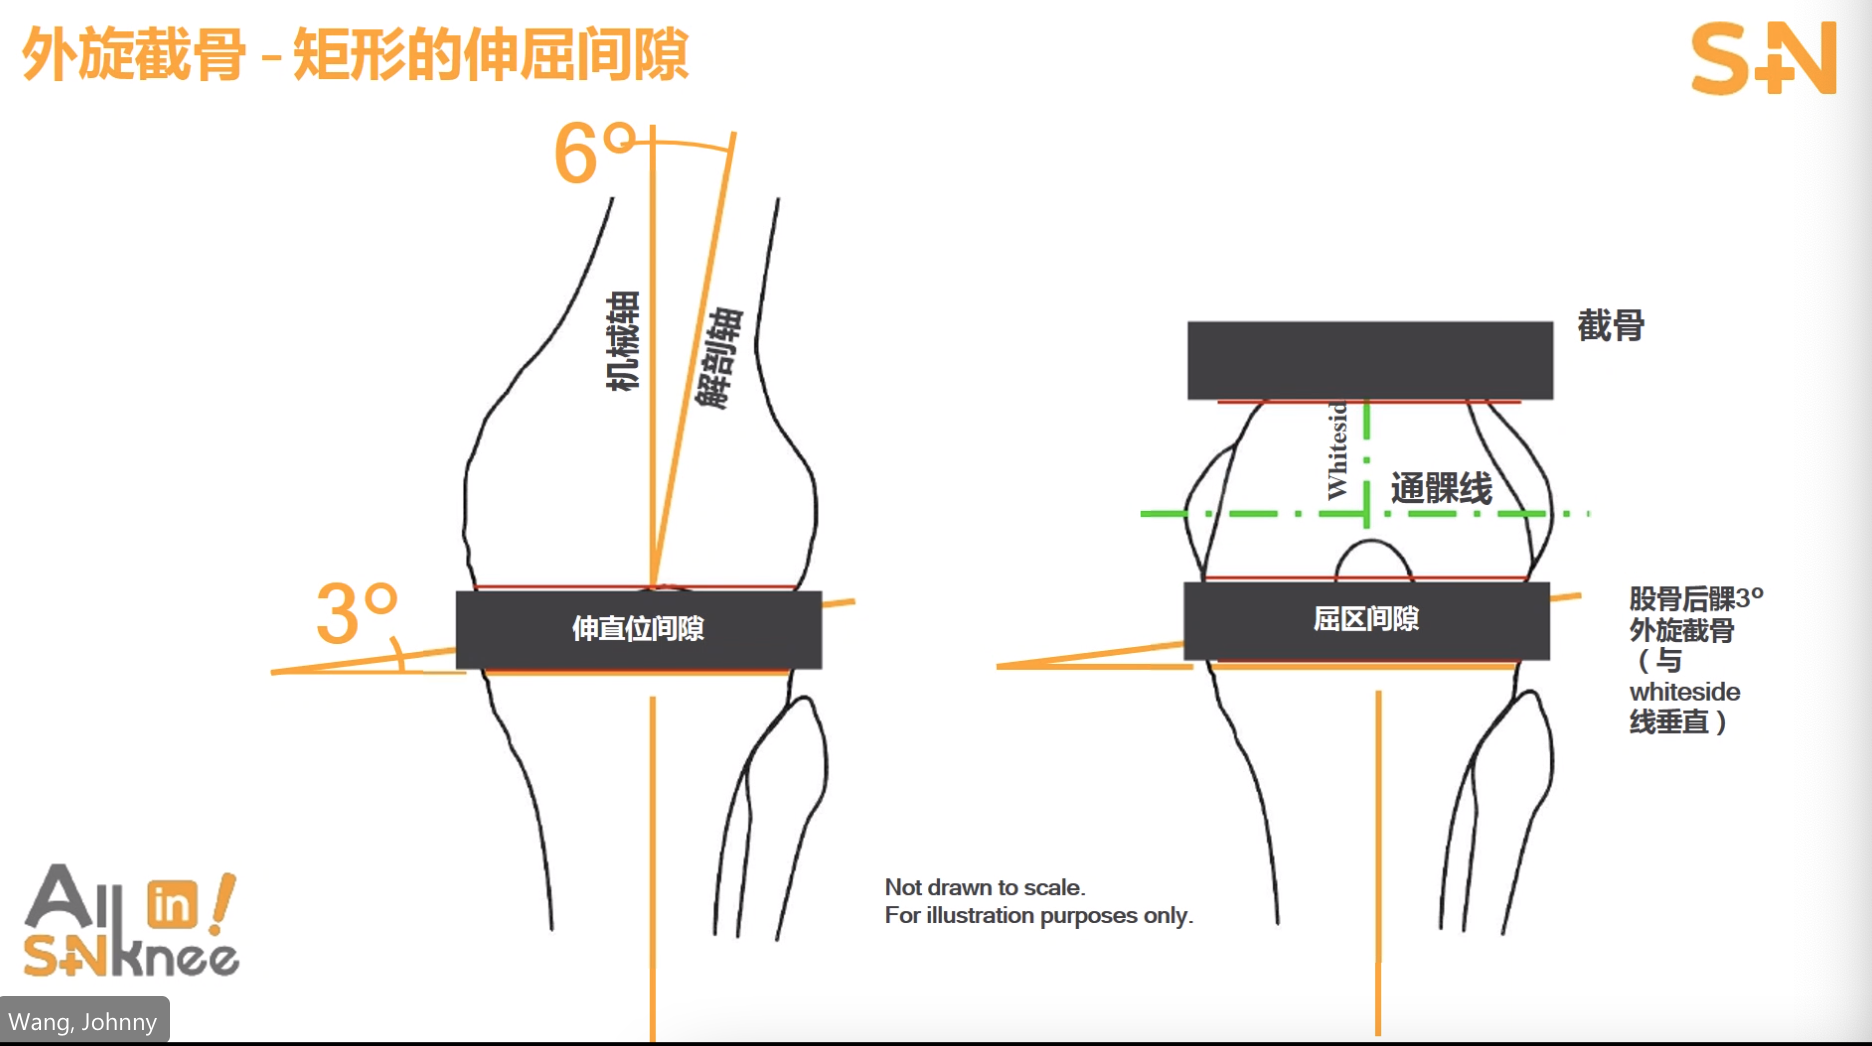 外旋截骨 – 矩形的伸屈间隙
S+N
6°
机械轴
解剖轴
3°
伸直位间隙
截骨
Whitesid
通髁线
屈区间隙
股骨后髁3°
外旋截骨
（与
whiteside
线垂直）
Not drawn to scale.
For illustration purposes only.
All in!
S+N knee
Wang, Johnny